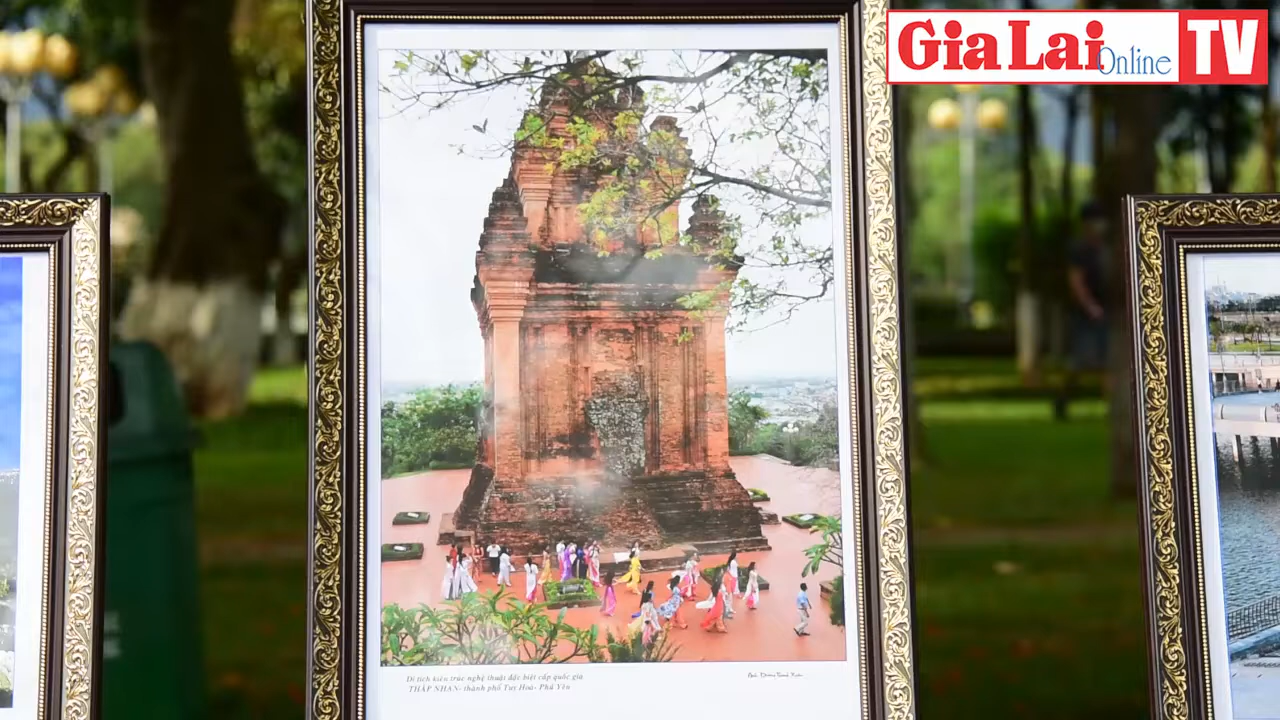 Gia Lai Online TV
Di tích kiến trúc nghệ thuật đặc biệt cấp quốc gia
THÁP NHẠN- thành phố Tuy Hoà- Phú Yên